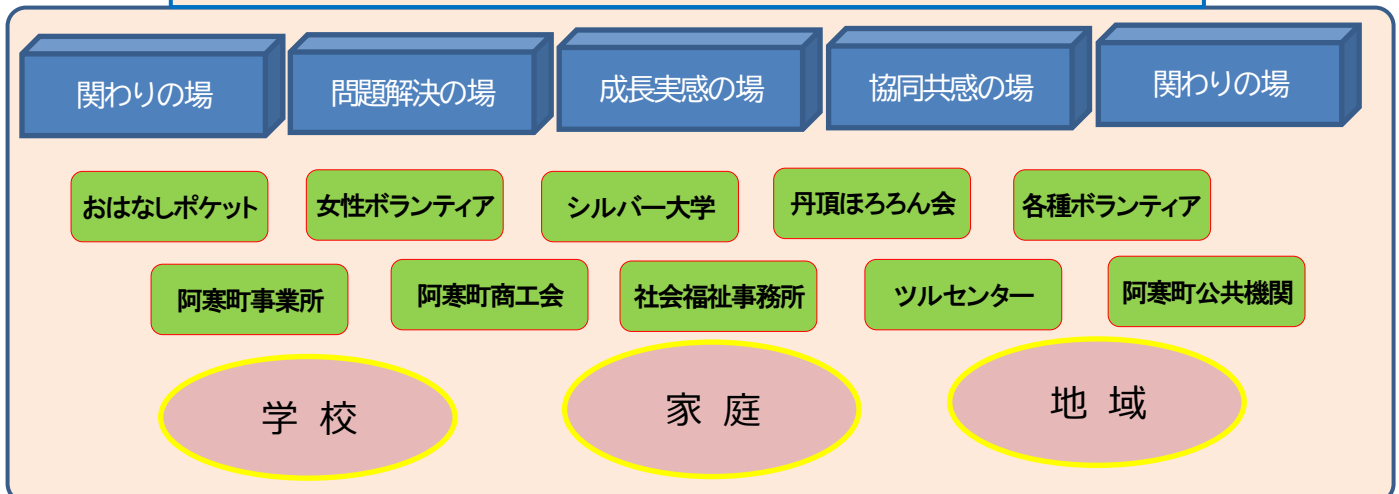 関わりの場
問題解決の場
成長実感の場
協同共感の場
関わりの場
おはなしポケット
女性ボランティア
シルバー大学
丹頂ほろろん会
各種ボランティア
阿寒町事業所
阿寒町商工会
社会福祉事務所
ツルセンター
阿寒町公共機関
学 校
家 庭
地 域